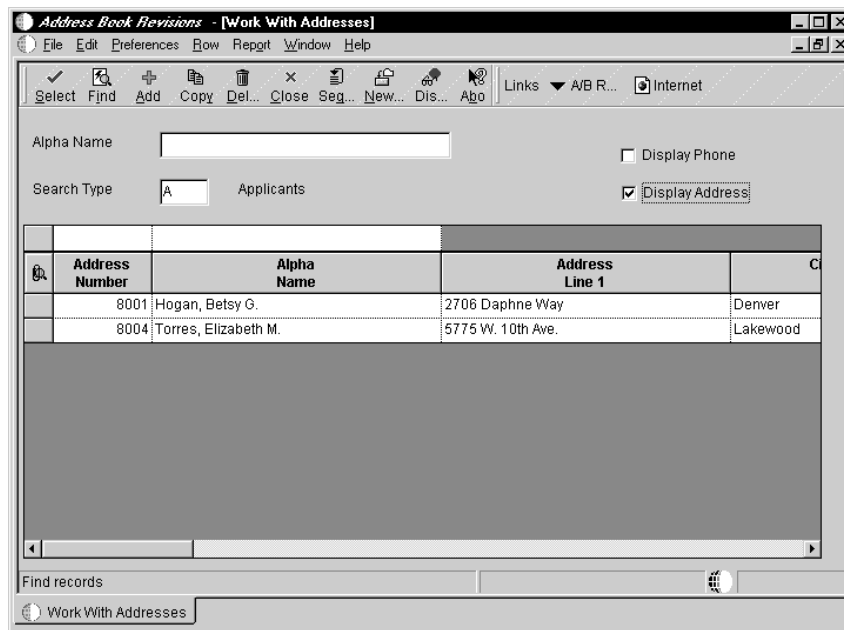 Address Book Revisions - [Work With Addresses]
File Edit Preferences Row Report Window Help
Select Find Add Copy Del... Close Seg... New... Dis... Abo Links A/B R... Internet
Alpha Name
Display Phone
Search Type A Applicants
Display Address
Address Number Alpha Name Address Line 1 Ci
8001 Hogan, Betsy G. 2706 Daphne Way Denver
8004 Torres, Elizabeth M. 5775 W. 10th Ave. Lakewood
Find records
Work With Addresses